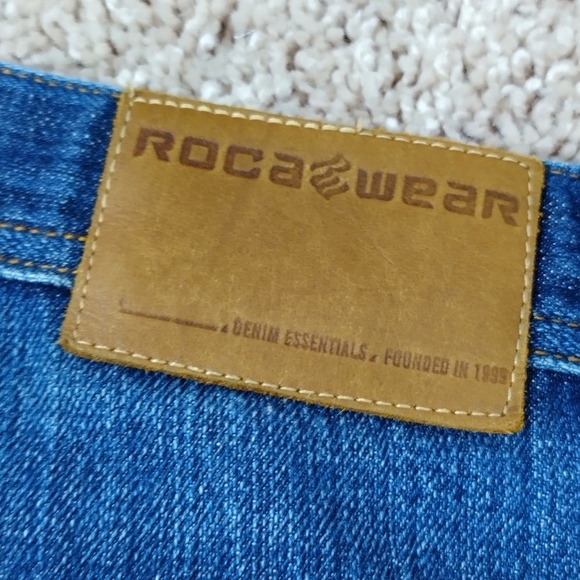 ROCAWEAR
DENIM ESSENTIALS. FOUNDED IN 1999